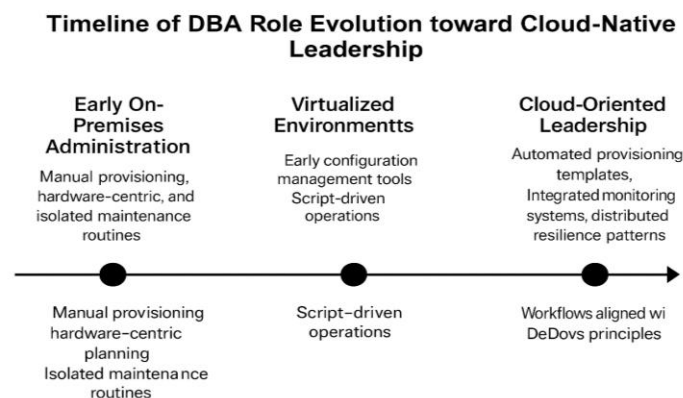 Timeline of DBA Role Evolution toward Cloud-Native
Leadership
Early On-
Premises
Administration
Manual provisioning,
hardware-centric, and
isolated maintenance
routines
Virtualized
Environmentts
Early configuration
management tools
Script-driven
operations
Cloud-Oriented
Leadership
Automated provisioning
templates,
Integrated monitoring
systems, distributed
resilience patterns
Manual provisioning
hardware-centric
planning
Isolated maintenance
routines
Script-driven
operations
Workflows aligned wi
DeDovs principles